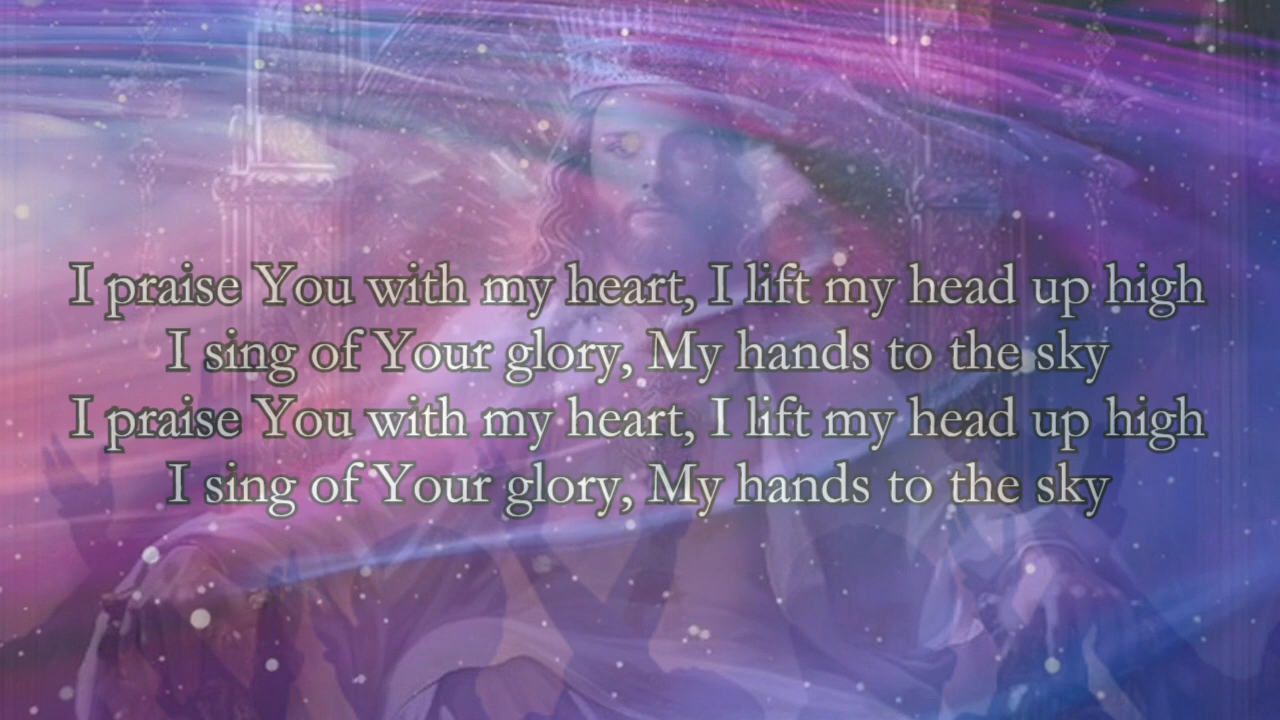 I praise You with my heart, I lift my head up high
I sing of Your glory, My hands to the sky
I praise You with my heart, I lift my head up high
I sing of Your glory, My hands to the sky